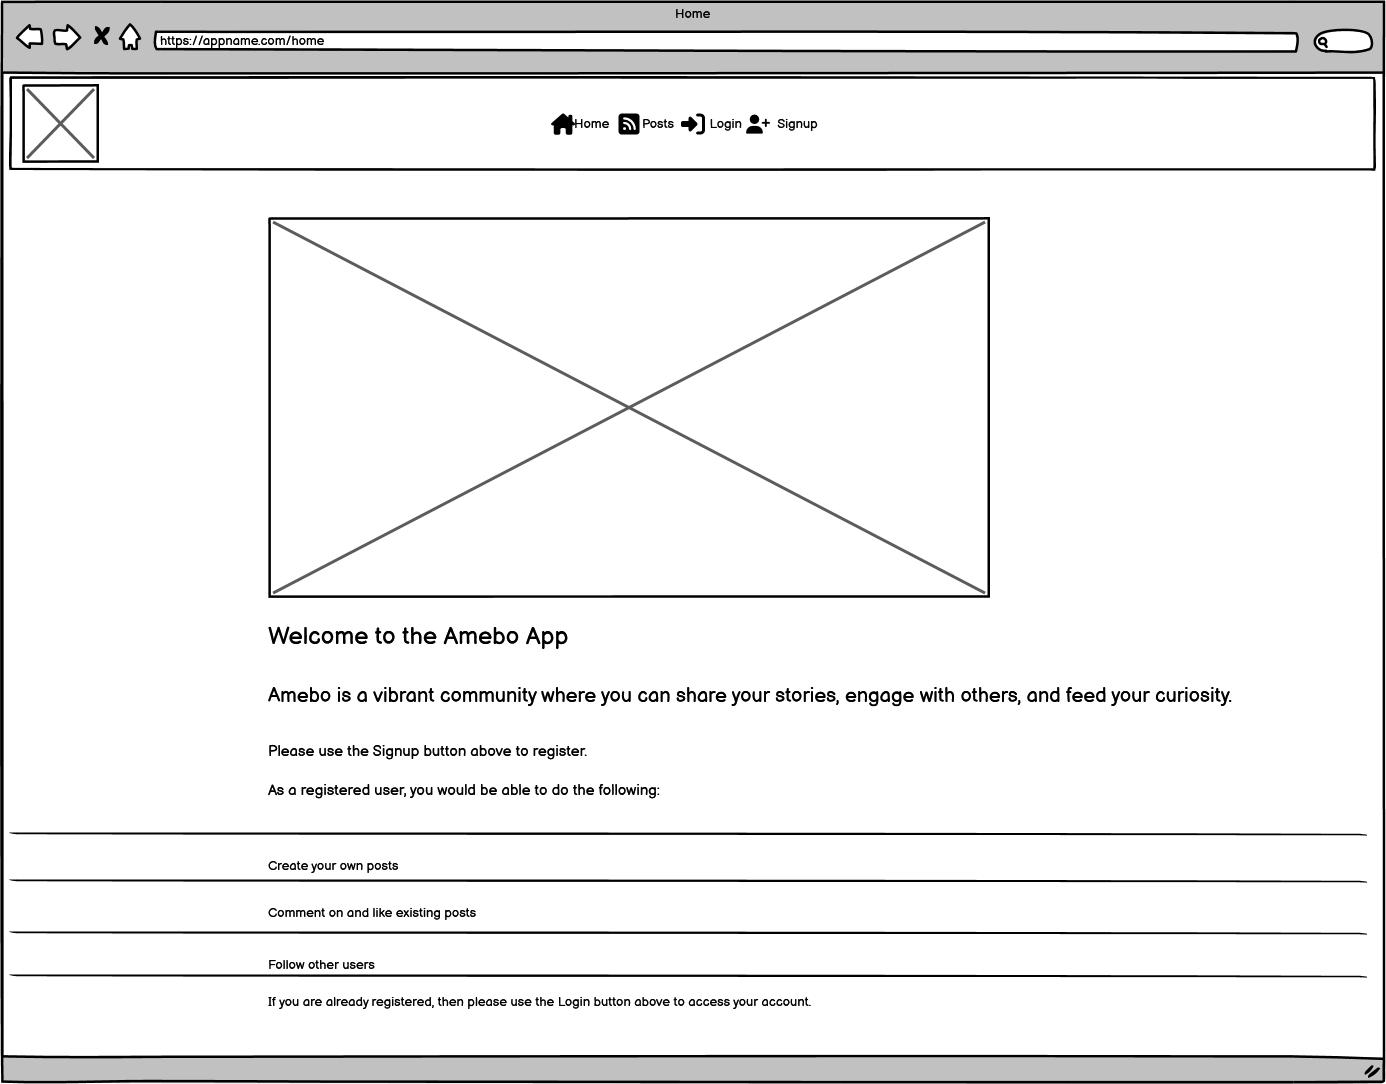 Home
https://appname.com/home
Home Posts Login Signup
Welcome to the Amebo App
Amebo is a vibrant community where you can share your stories, engage with others, and feed your curiosity.
Please use the Signup button above to register.
As a registered user, you would be able to do the following:
Create your own posts
Comment on and like existing posts
Follow other users
If you are already registered, then please use the Login button above to access your account.